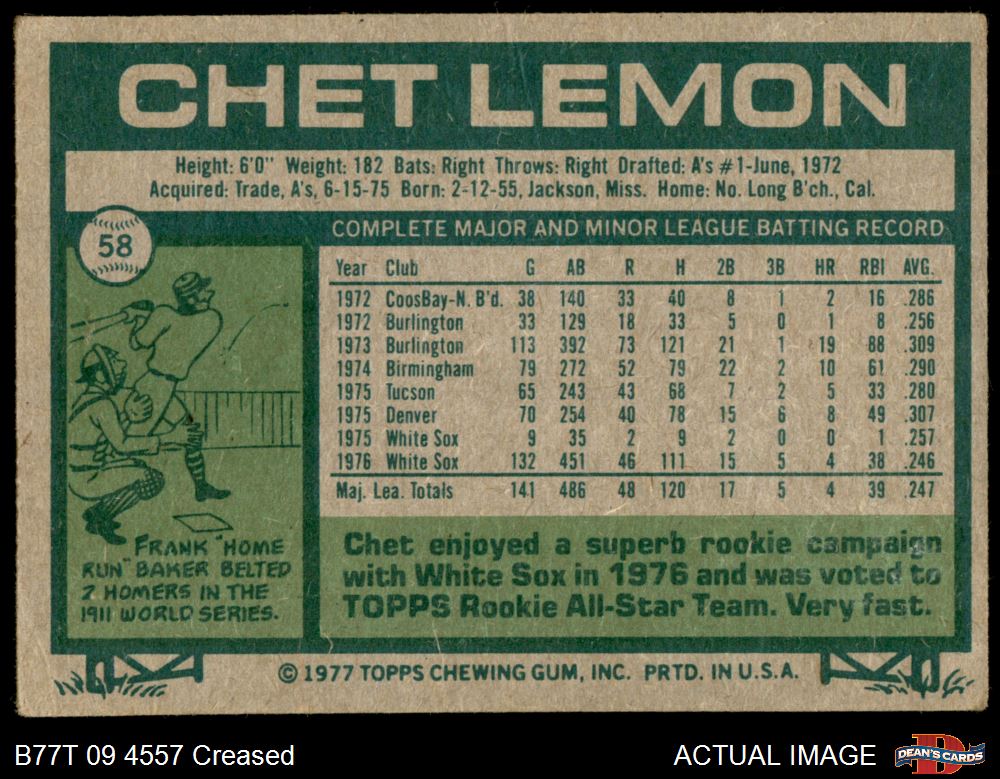 CHET LEMON
Height: 6'0" Weight: 182 Bats: Right Throws: Right Drafted: A's #1-June, 1972
Acquired: Trade, A's, 6-15-75 Born: 2-12-55, Jackson, Miss. Home: No. Long B'ch., Cal.
58
COMPLETE MAJOR AND MINOR LEAGUE BATTING RECORD
Year Club G AB R H 2B 3B HR RBI AVG.
1972 CoosBay-N. B'd. 38 140 33 40 8 1 2 16 .286
1972 Burlington 33 129 18 33 5 0 1 8 .256
1973 Burlington 113 392 73 121 21 1 19 88 .309
1974 Birmingham 79 272 52 79 22 2 10 61 .290
1975 Tucson 65 243 43 68 7 2 5 33 .280
1975 Denver 70 254 40 78 15 6 8 49 .307
1975 White Sox 9 35 2 9 2 0 0 1 .257
1976 White Sox 132 451 46 111 15 5 4 38 .246
Maj. Lea. Totals 141 486 48 120 17 5 4 39 .247
FRANK "HOME
RUN" BAKER BELTED
2 HOMERS IN THE
1911 WORLD SERIES.
Chet enjoyed a superb rookie campaign
with White Sox in 1976 and was voted to
TOPPS Rookie All-Star Team. Very fast.
© 1977 TOPPS CHEWING GUM, INC. PRTD. IN U.S.A.
B77T 09 4557 Creased
ACTUAL IMAGE
DEAN'S CARDS